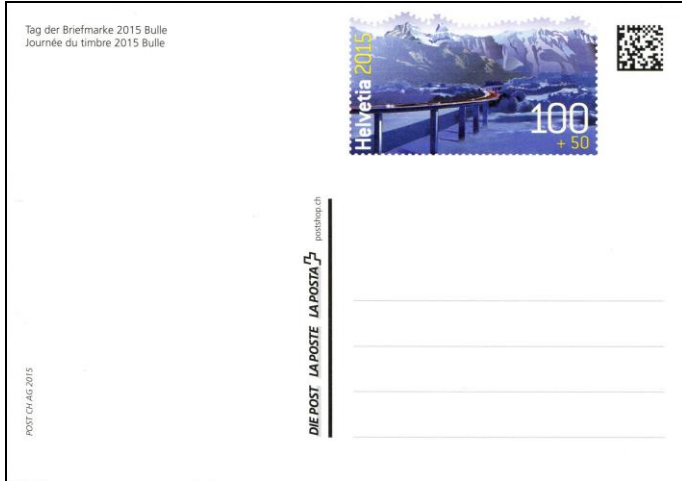 Tag der Briefmarke 2015 Bulle
Journée du timbre 2015 Bulle
Helvetia 2015
100
+ 50
postshop.ch
DIE POST LA POSTE LA POSTA
POST CH AG 2015